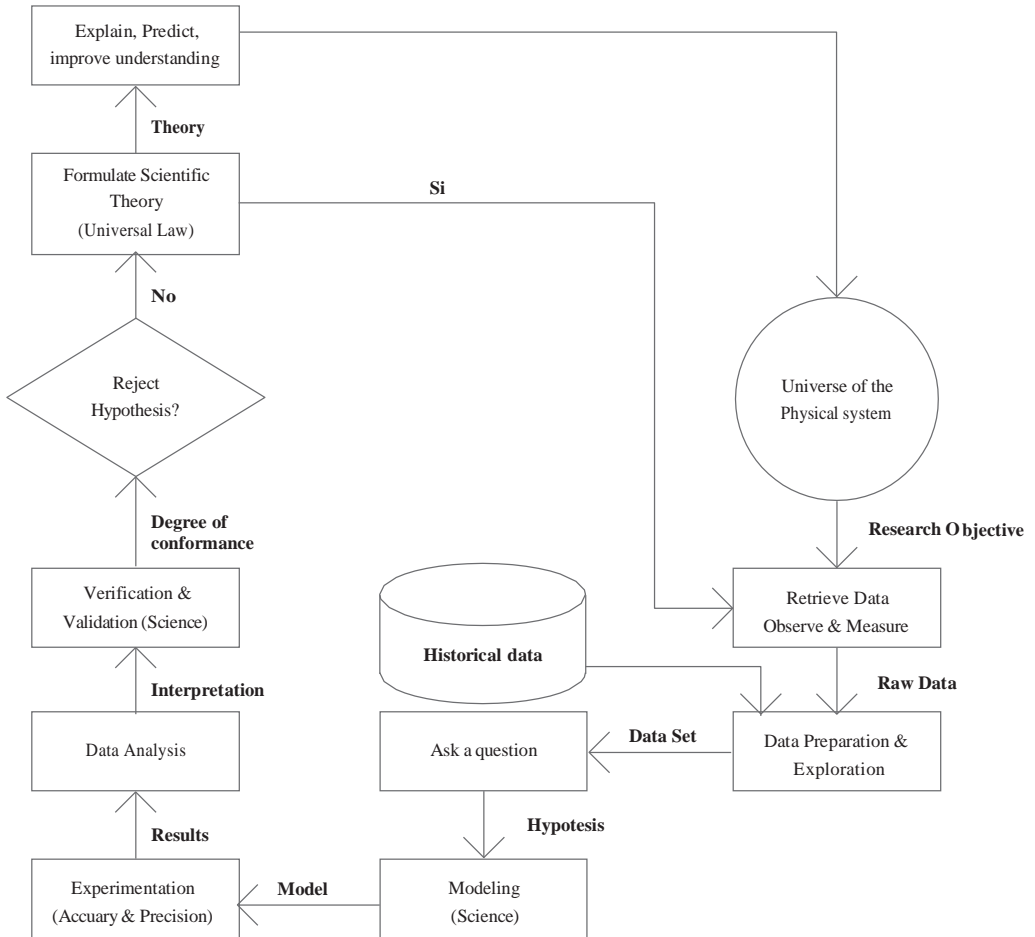 Explain, Predict,
improve understanding
Theory
Formulate Scientific
Theory
(Universal Law)
Si
No
Reject
Hypothesis?
Universe of the
Physical system
Degree of
conformance
Research Objective
Verification &
Validation (Science)
Retrieve Data
Observe & Measure
Historical data
Interpretation
Raw Data
Data Analysis
Ask a question
Data Set
Data Preparation &
Exploration
Results
Hypotesis
Experimentation
(Accuary & Precision)
Model
Modeling
(Science)